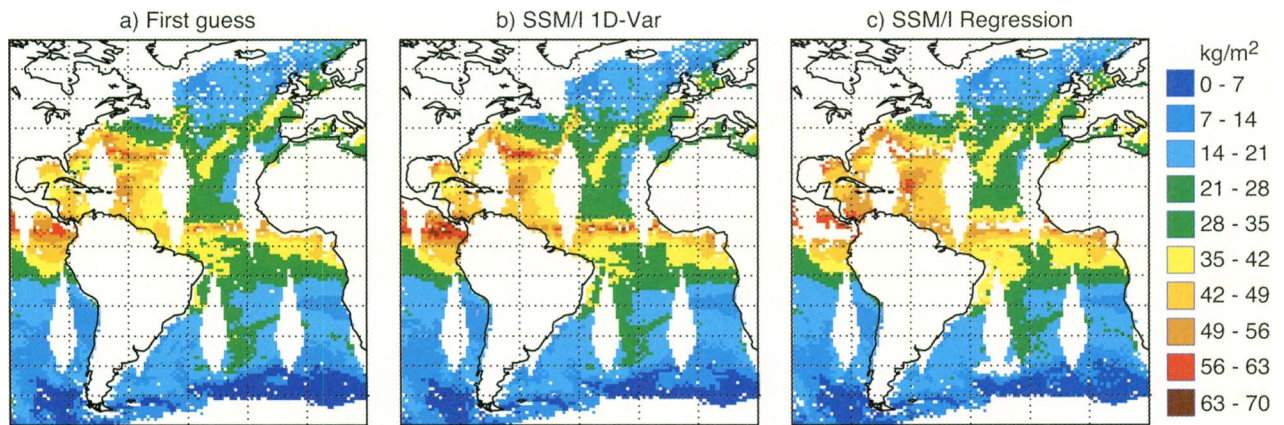 a) First guess
b) SSM/I 1D-Var
c) SSM/I Regression
kg/m²
0 - 7
7 - 14
14 - 21
21 - 28
28 - 35
35 - 42
42 - 49
49 - 56
56 - 63
63 - 70